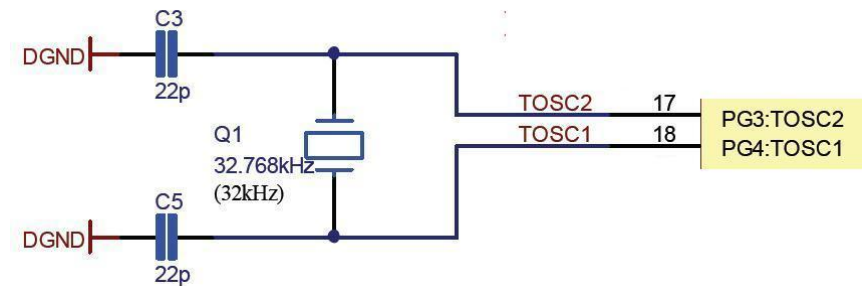 C3
DGND
22p
TOSC2
17
PG3:TOSC2
TOSC1
18
PG4:TOSC1
Q1
32.768kHz
(32kHz)
C5
DGND
22p